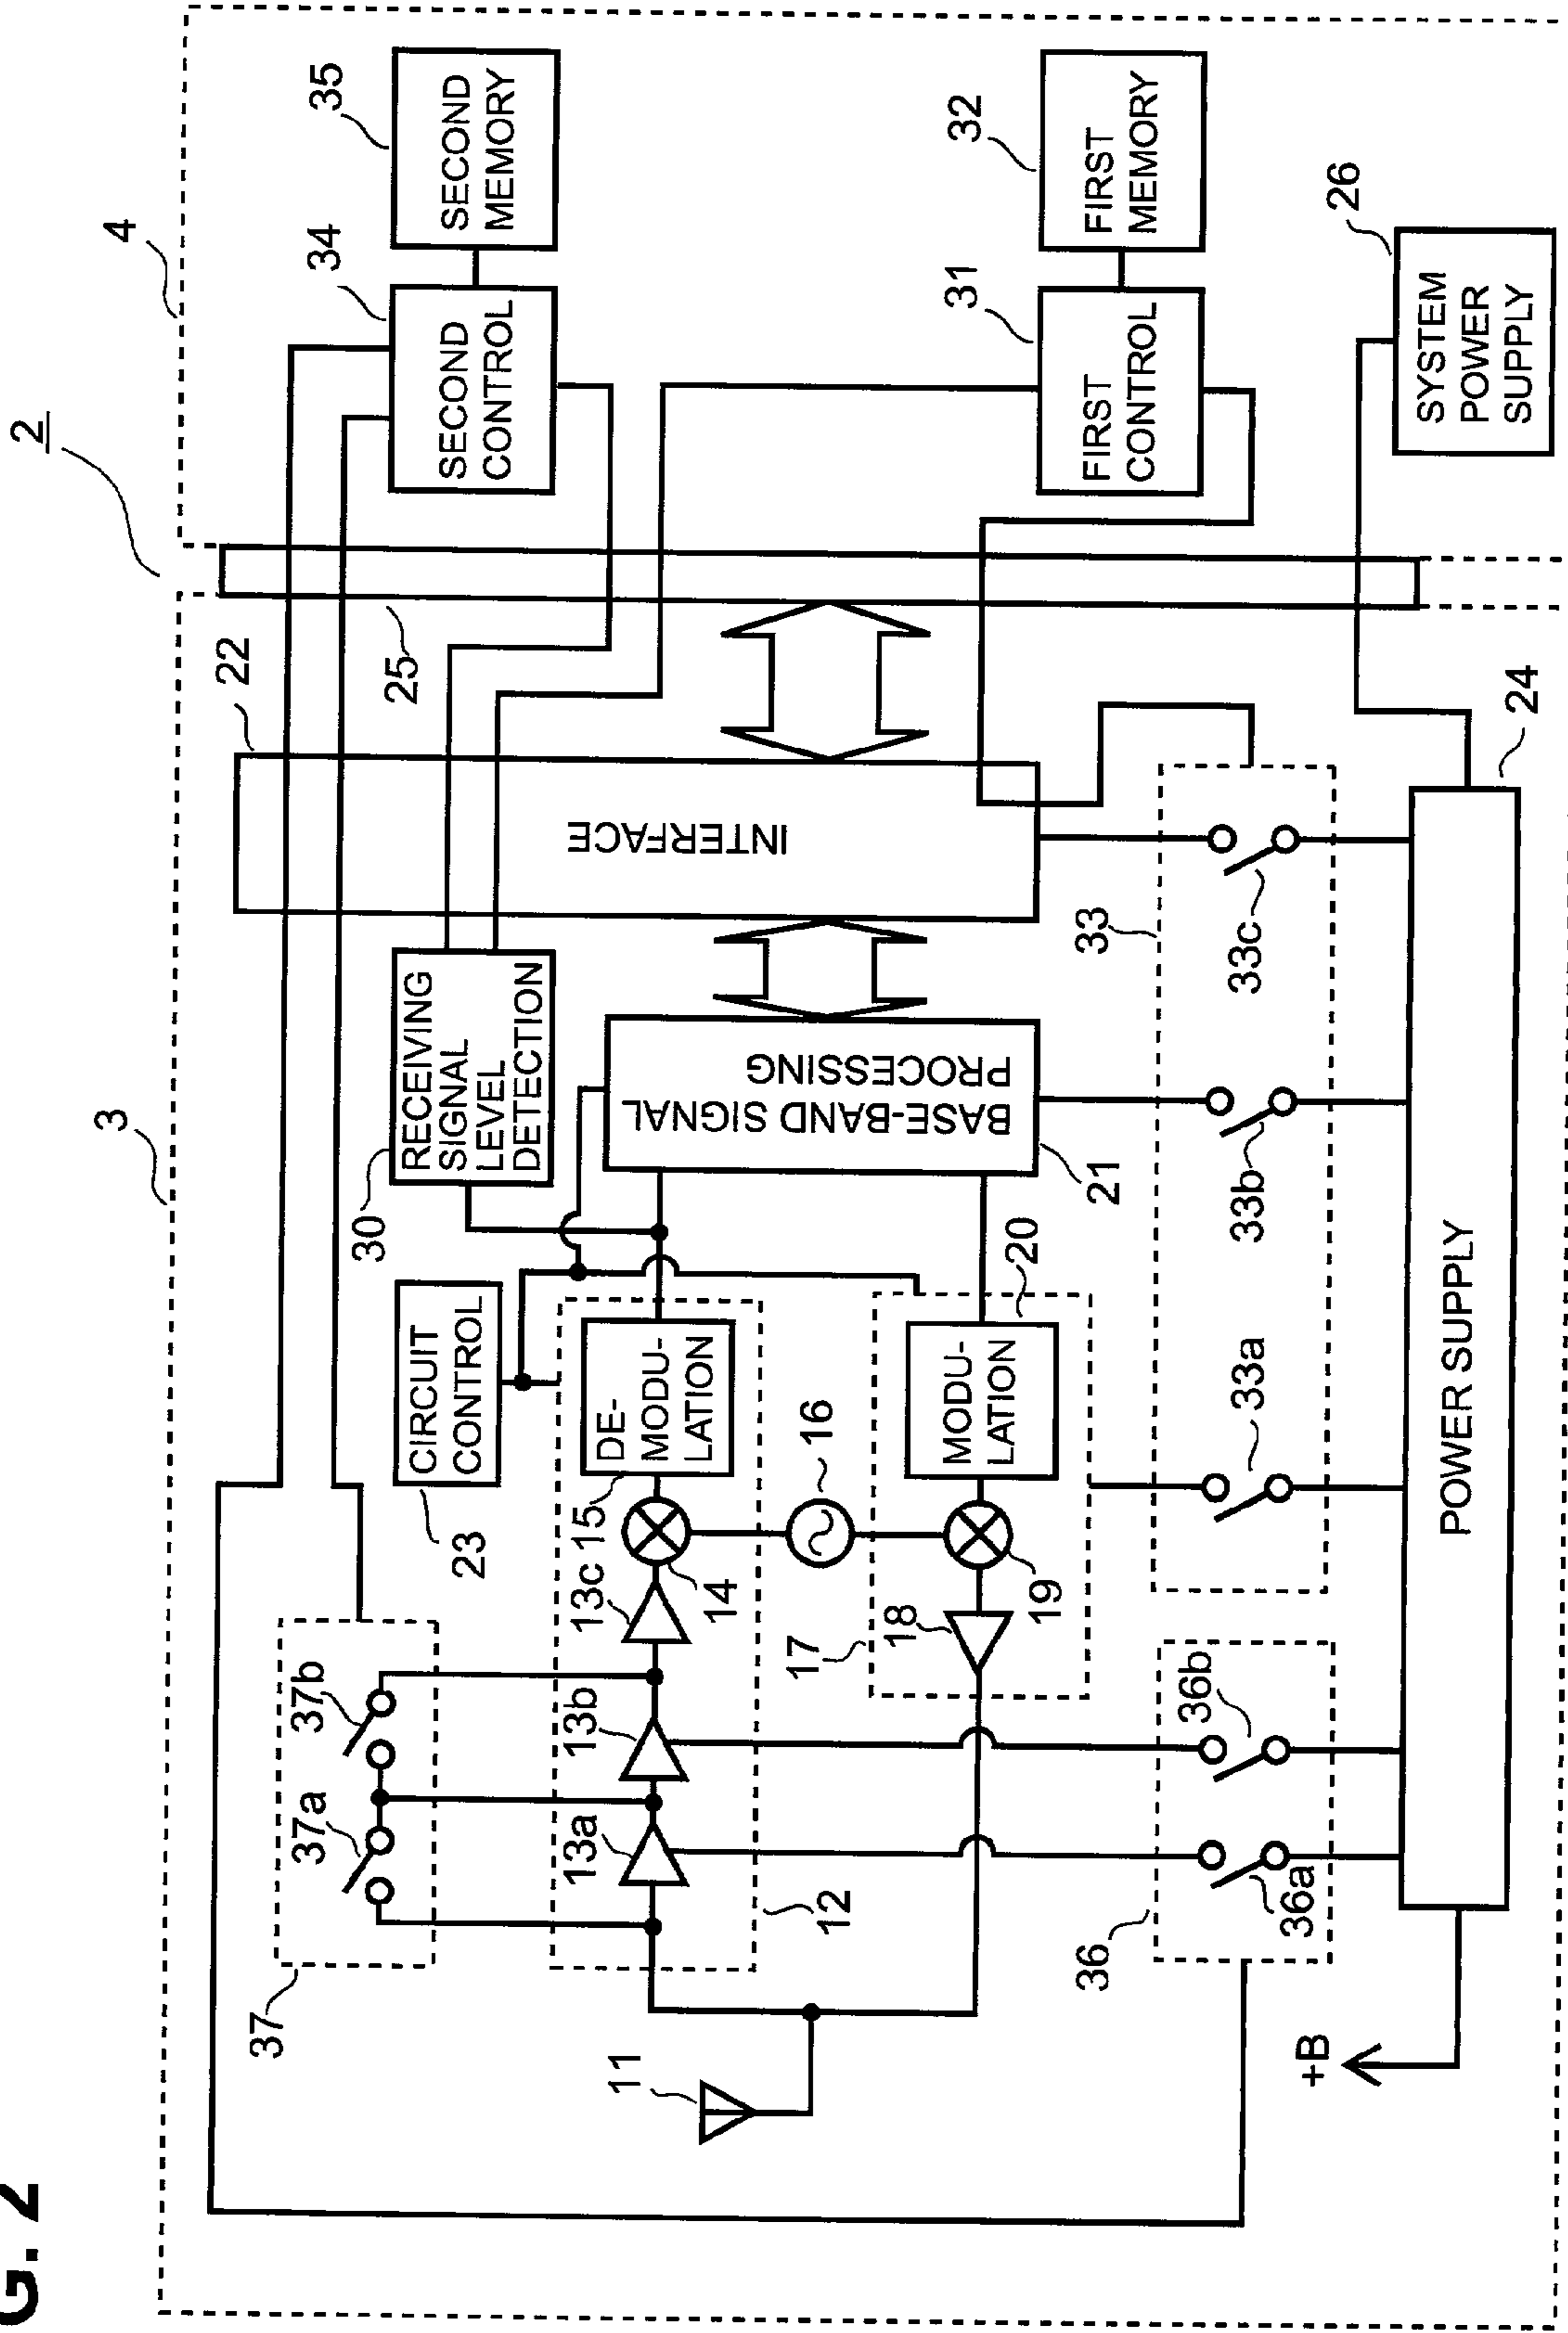 G. 2
2
3
4
22
25
34
SECOND
CONTROL
35
SECOND
MEMORY
31
FIRST
CONTROL
32
FIRST
MEMORY
26
SYSTEM
POWER
SUPPLY
30
RECEIVING
SIGNAL
LEVEL
DETECTION
INTERFACE
BASE-BAND SIGNAL
PROCESSING
21
23
CIRCUIT
CONTROL
37
37a
37b
13a
13b
13c
14
15
DE-
MODU-
LATION
12
16
11
17
18
19
20
MODU-
LATION
33
33a
33b
33c
36
36a
36b
+B
POWER SUPPLY
24